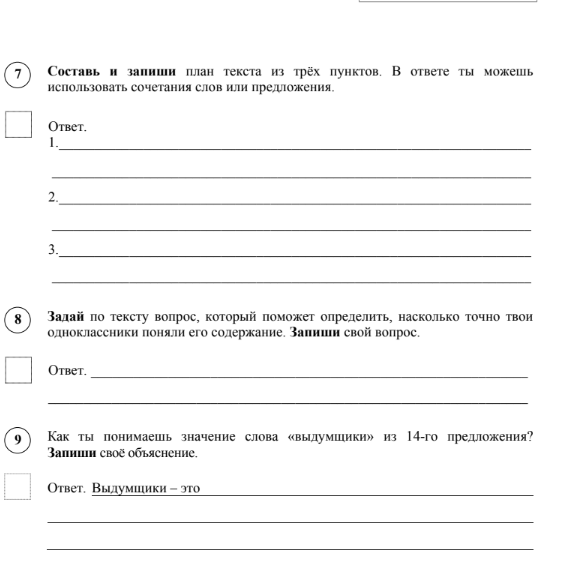 7 Составь и запиши план текста из трёх пунктов. В ответе ты можешь
использовать сочетания слов или предложения.
Ответ.
1.
2.
3.
8 Задай по тексту вопрос, который поможет определить, насколько точно твои
одноклассники поняли его содержание. Запиши свой вопрос.
Ответ.
9 Как ты понимаешь значение слова «выдумщики» из 14-го предложения?
Запиши своё объяснение.
Ответ. Выдумщики – это